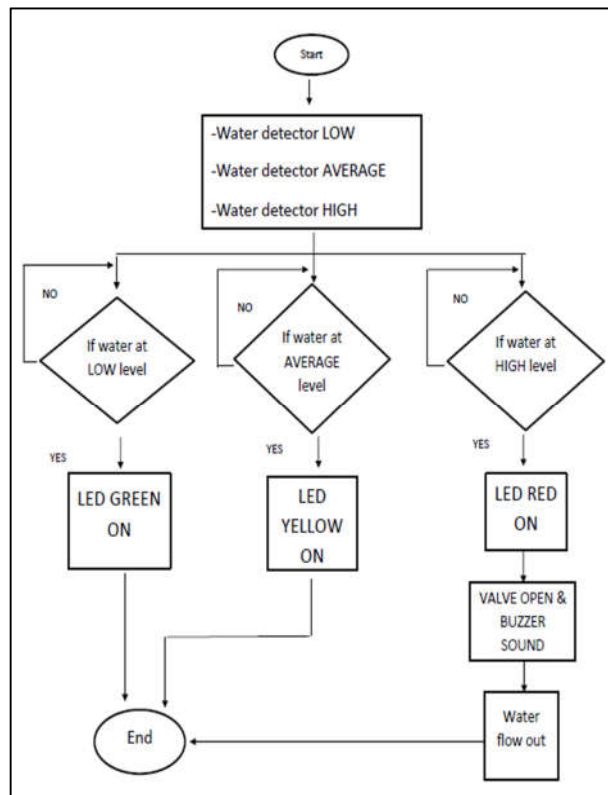 Start
-Water detector LOW
-Water detector AVERAGE
-Water detector HIGH
NO
If water at
LOW level
YES
LED GREEN
ON
NO
If water at
AVERAGE
level
YES
LED
YELLOW
ON
NO
If water at
HIGH level
YES
LED RED
ON
VALVE OPEN &
BUZZER
SOUND
Water
flow out
End